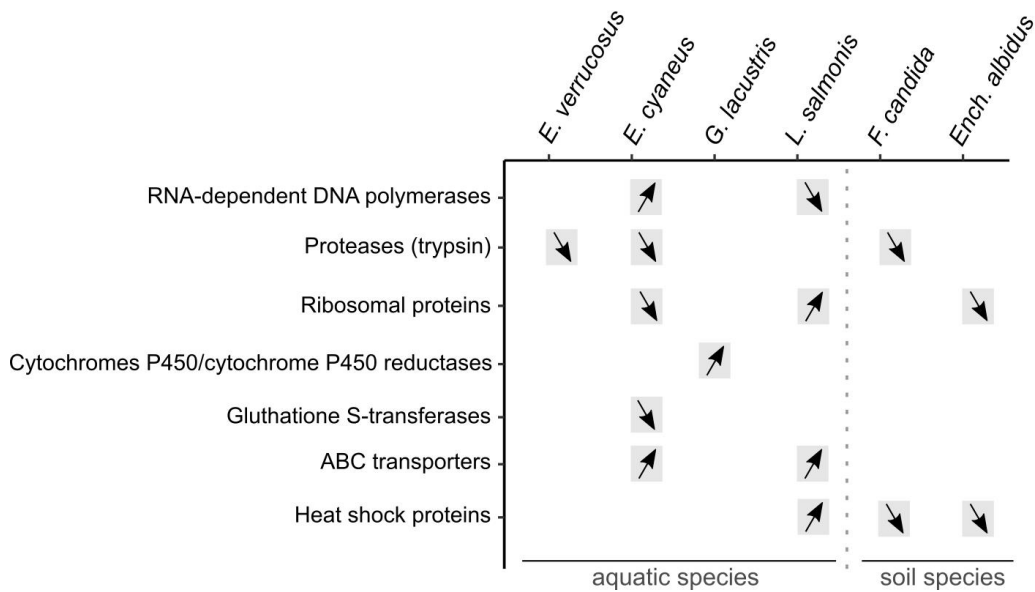 E. verrucosus
E. cyaneus
G. lacustris
L. salmonis
F. candida
Ench. albidus
RNA-dependent DNA polymerases
Proteases (trypsin)
Ribosomal proteins
Cytochromes P450/cytochrome P450 reductases
Gluthatione S-transferases
ABC transporters
Heat shock proteins
aquatic species
soil species